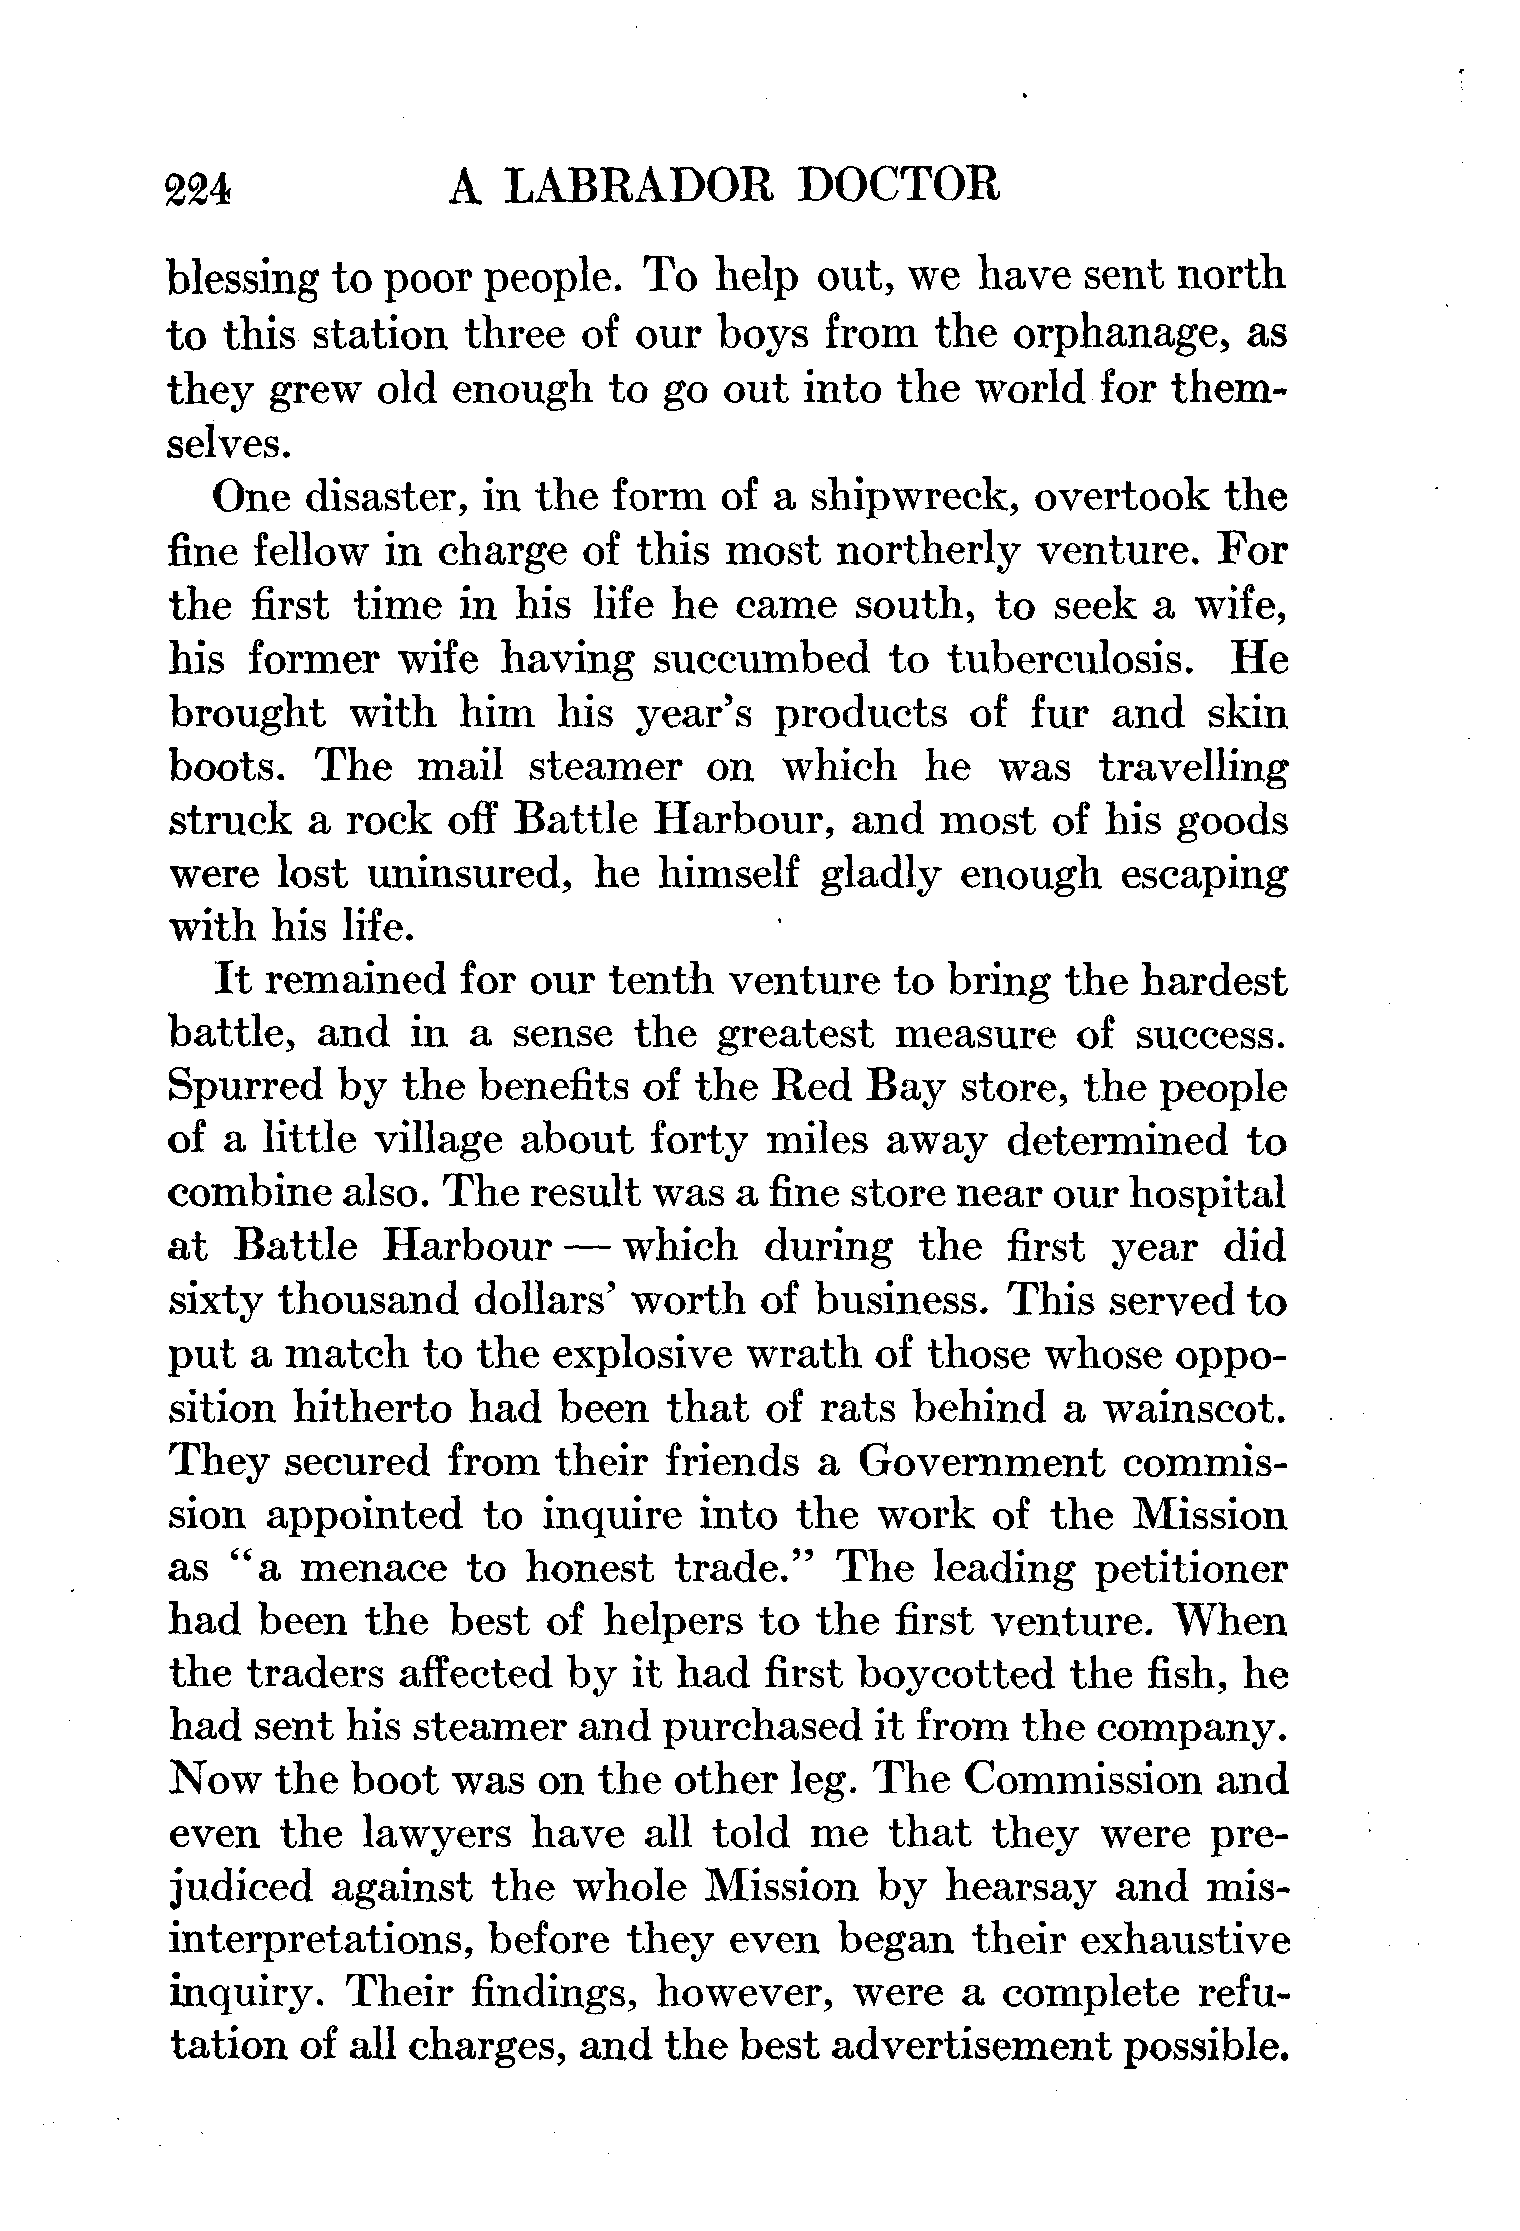 224 A LABRADOR DOCTOR
blessing to poor people. To help out, we have sent north
to this station three of our boys from the orphanage, as
they grew old enough to go out into the world for them-
selves.
One disaster, in the form of a shipwreck, overtook the
fine fellow in charge of this most northerly venture. For
the first time in his life he came south, to seek a wife,
his former wife having succumbed to tuberculosis. He
brought with him his year's products of fur and skin
boots. The mail steamer on which he was travelling
struck a rock off Battle Harbour, and most of his goods
were lost uninsured, he himself gladly enough escaping
with his life.
It remained for our tenth venture to bring the hardest
battle, and in a sense the greatest measure of success.
Spurred by the benefits of the Red Bay store, the people
of a little village about forty miles away determined to
combine also. The result was a fine store near our hospital
at Battle Harbour — which during the first year did
sixty thousand dollars' worth of business. This served to
put a match to the explosive wrath of those whose oppo-
sition hitherto had been that of rats behind a wainscot.
They secured from their friends a Government commis-
sion appointed to inquire into the work of the Mission
as "a menace to honest trade." The leading petitioner
had been the best of helpers to the first venture. When
the traders affected by it had first boycotted the fish, he
had sent his steamer and purchased it from the company.
Now the boot was on the other leg. The Commission and
even the lawyers have all told me that they were pre-
judiced against the whole Mission by hearsay and mis-
interpretations, before they even began their exhaustive
inquiry. Their findings, however, were a complete refu-
tation of all charges, and the best advertisement possible.